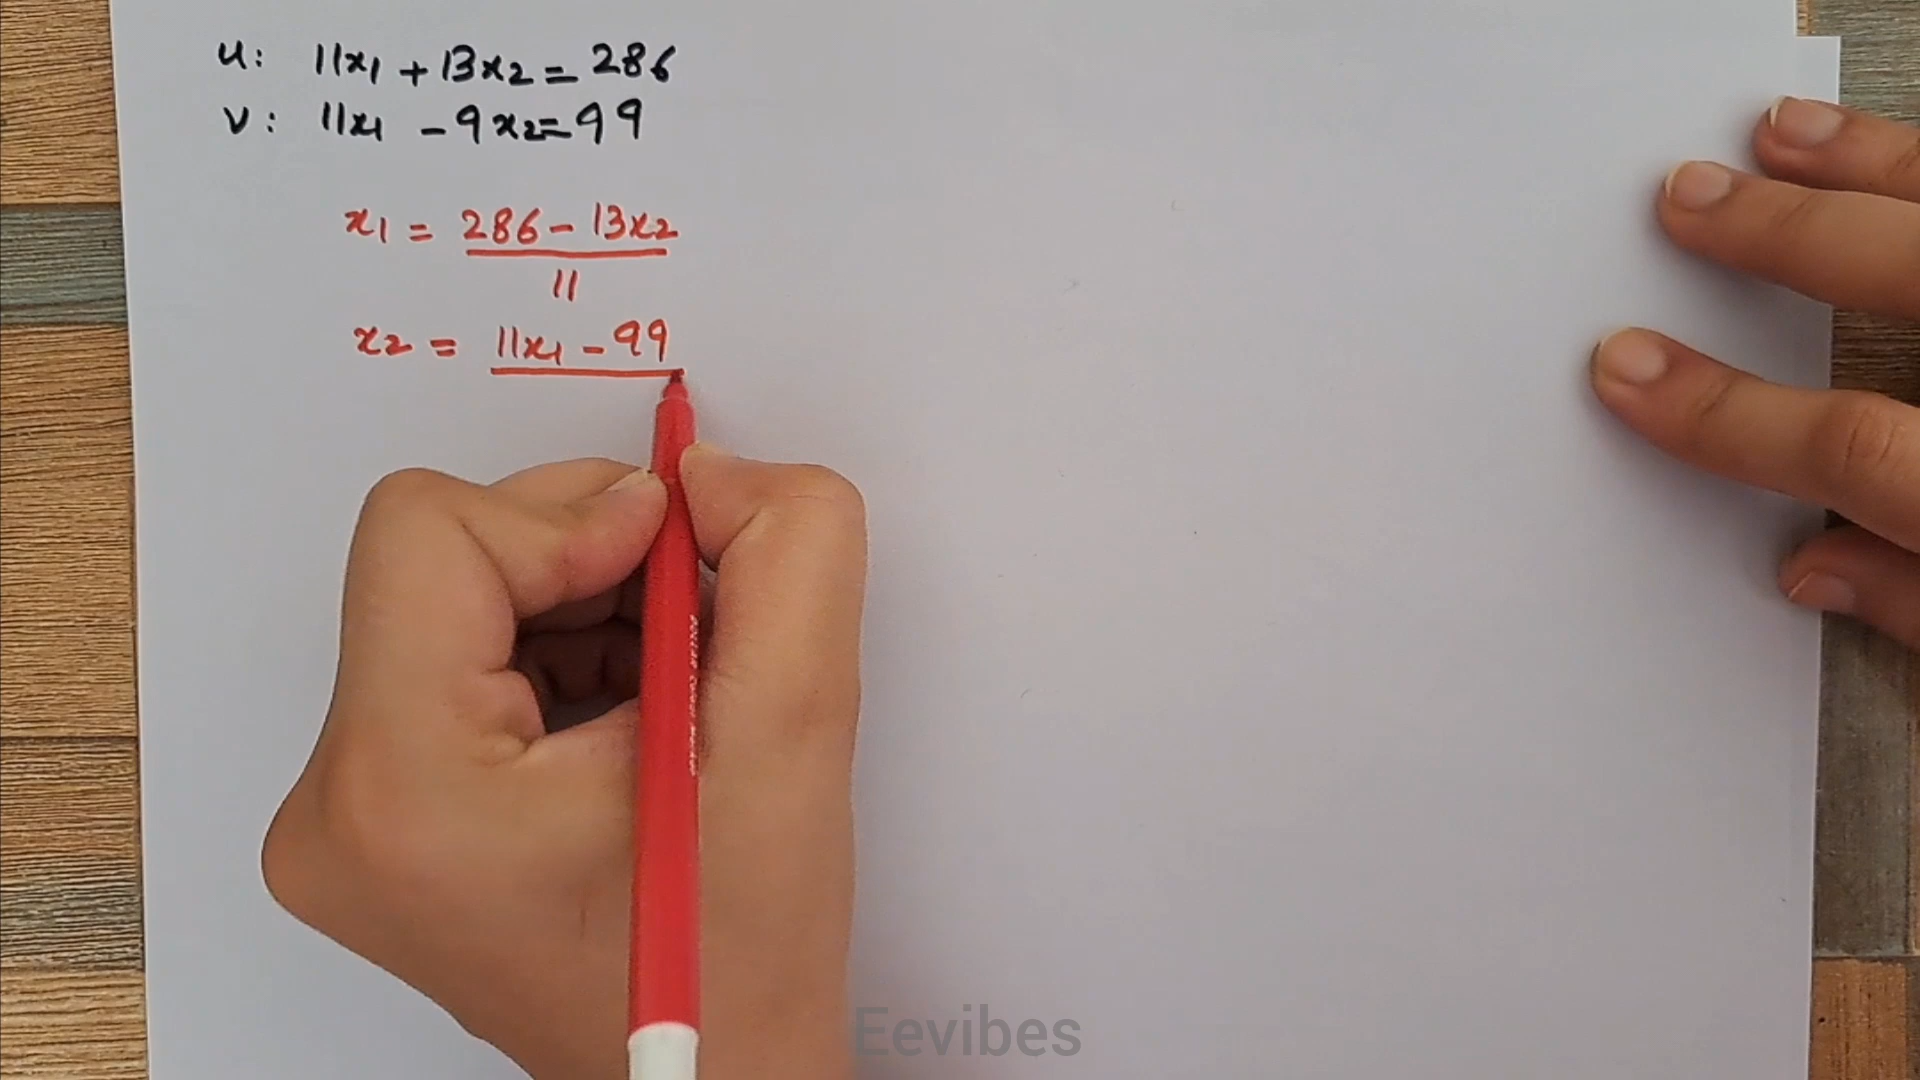 u: 11x1 + 13x2 = 286
v: 11x1 - 9x2 = 99
x1 = 286 - 13x2
11
x2 = 11x1 - 99
Eevibes